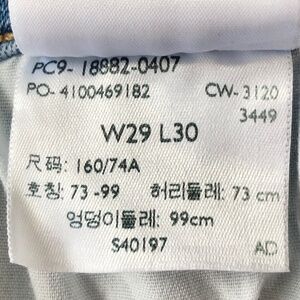 PC9- 18882-0407
PO- 4100469182 CW- 3120
3449
W29 L30
尺码: 160/74A
호칭: 73 -99 허리둘레: 73 cm
엉덩이둘레: 99cm
S40197 AD